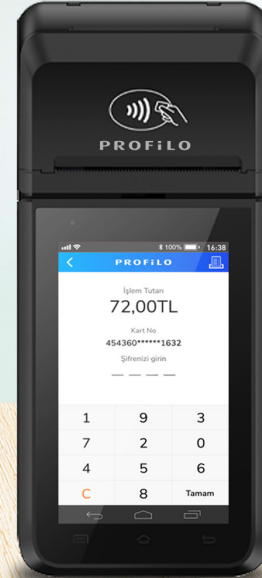 PROFiLO
100% 16:38
PROFiLO
İşlem Tutarı
72,00TL
Kart No
454360******1632
Şifrenizi girin
1 9 3
7 2 0
4 5 6
C 8 Tamam